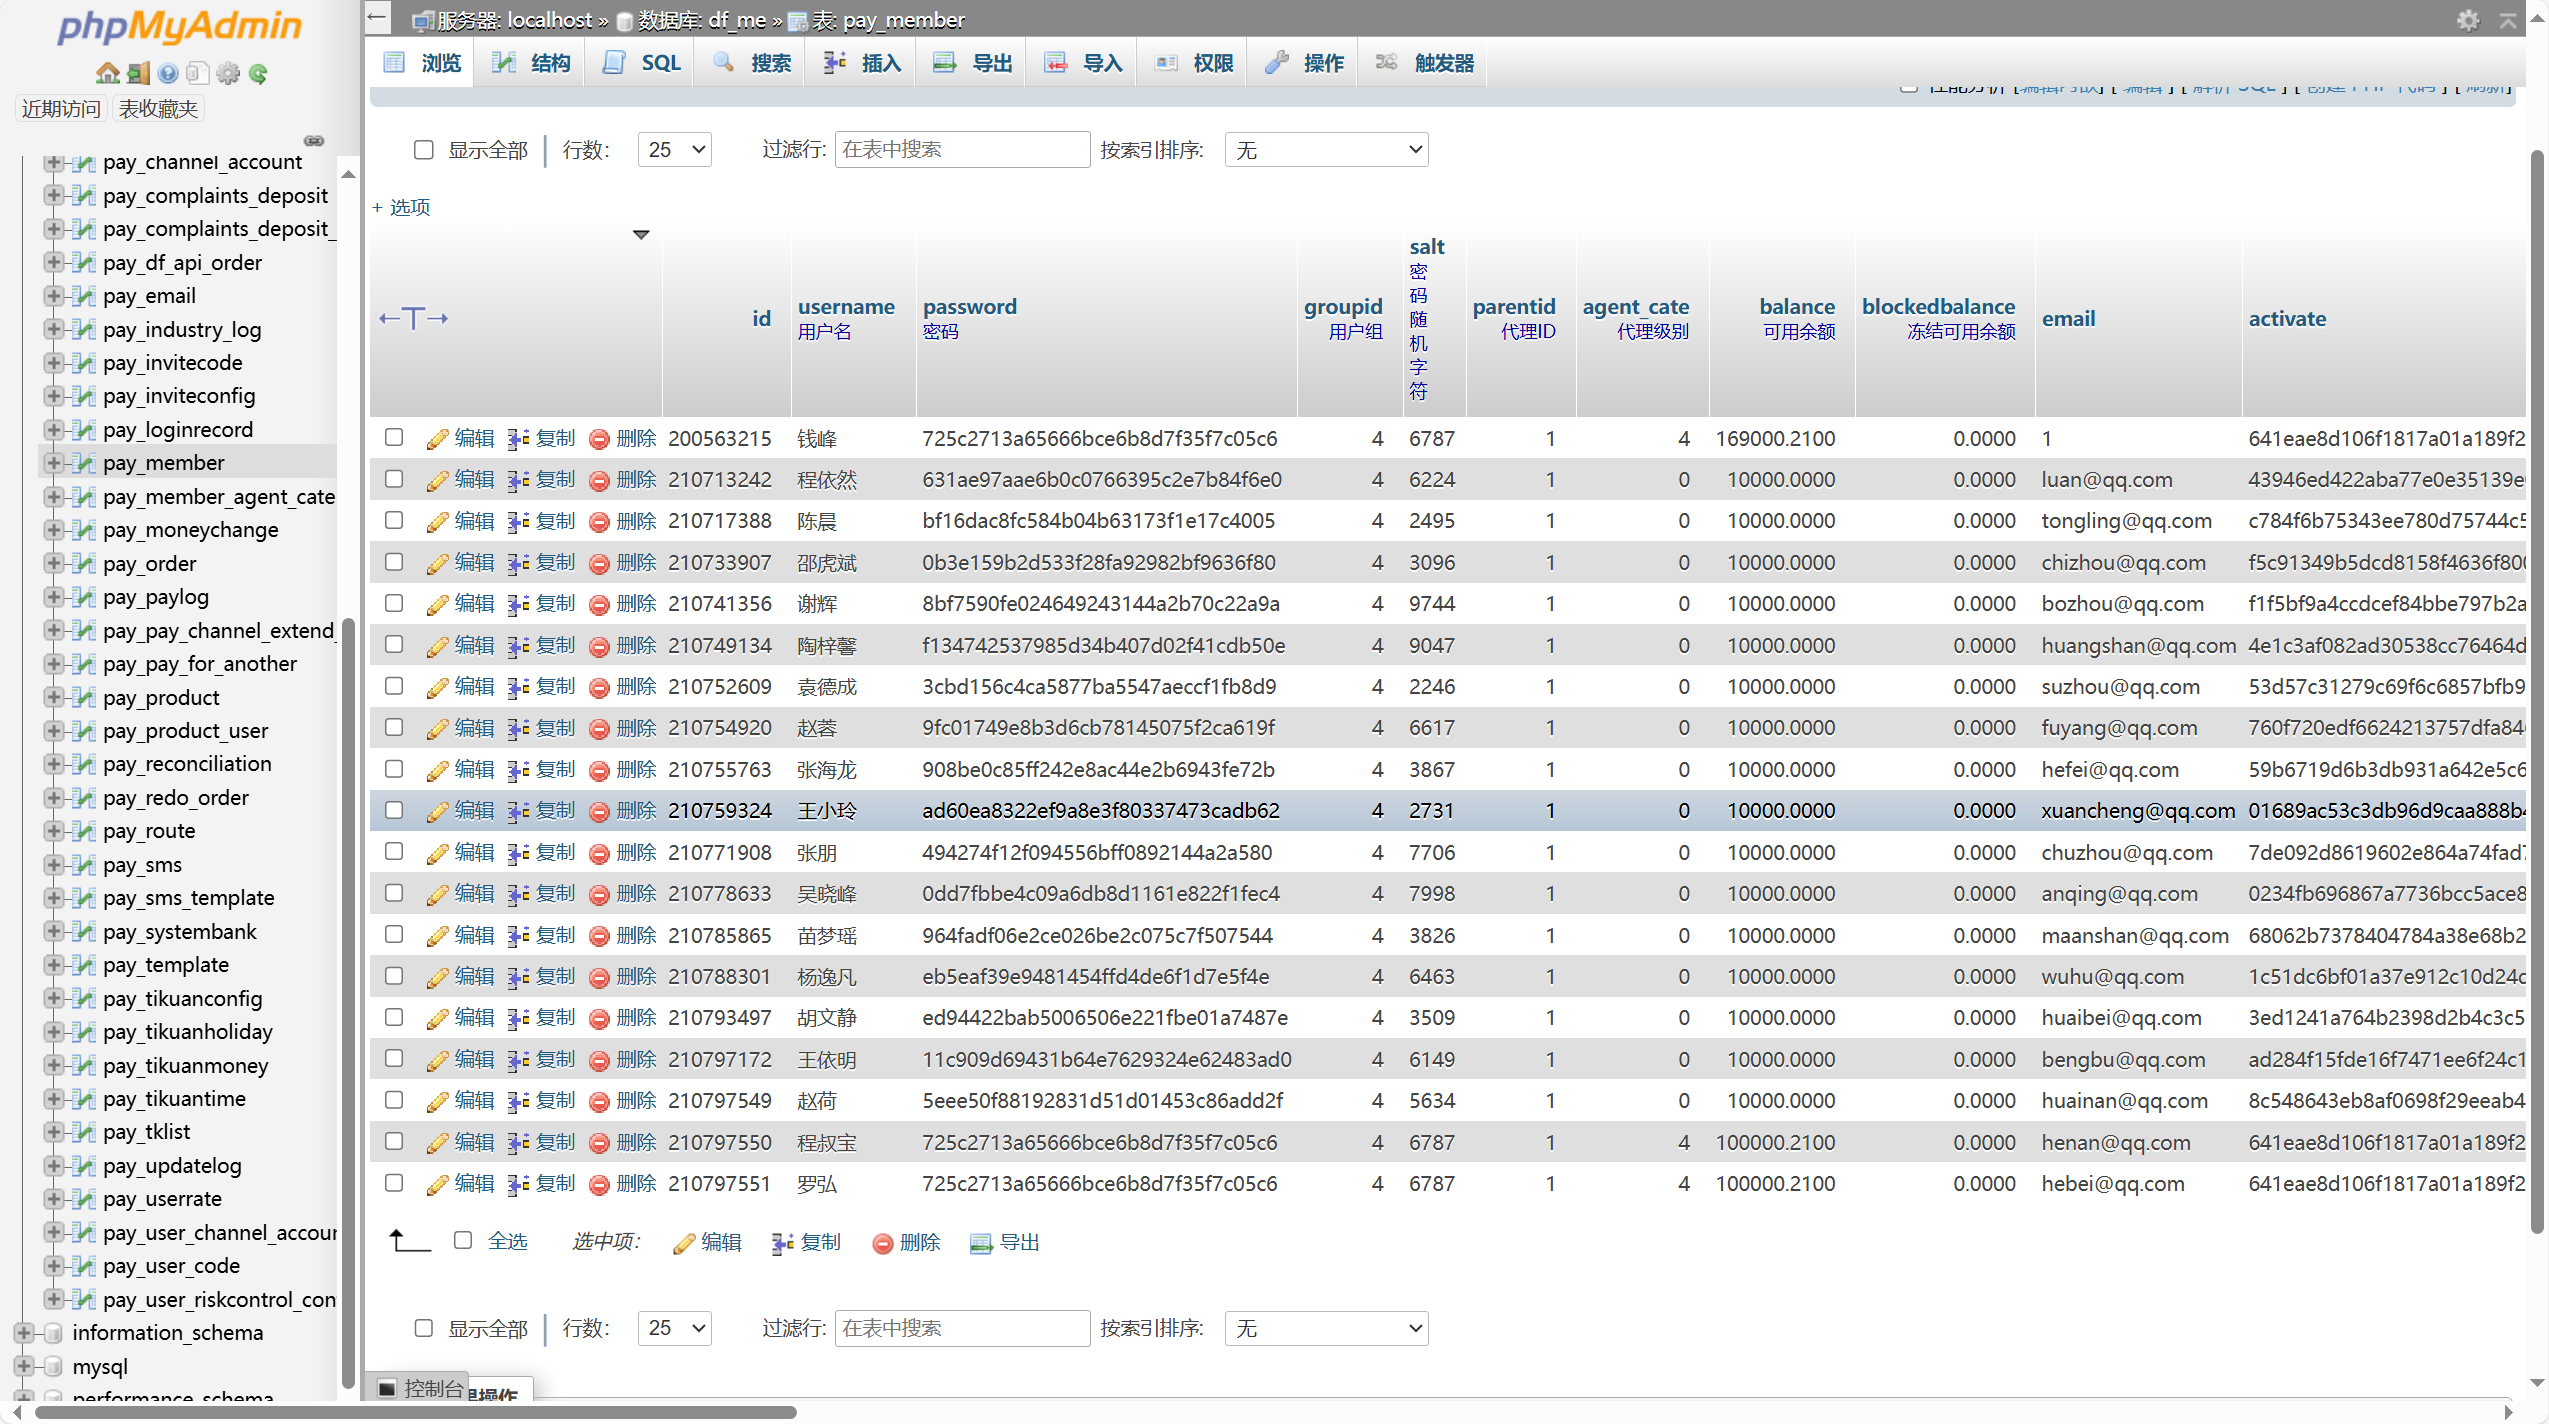 phpMyAdmin
近期访问 表收藏夹
pay_channel_account
pay_complaints_deposit
pay_complaints_deposit_
pay_df_api_order
pay_email
pay_industry_log
pay_invitecode
pay_inviteconfig
pay_loginrecord
pay_member
pay_member_agent_cate
pay_moneychange
pay_order
pay_paylog
pay_pay_channel_extend_
pay_pay_for_another
pay_product
pay_product_user
pay_reconciliation
pay_redo_order
pay_route
pay_sms
pay_sms_template
pay_systembank
pay_template
pay_tikuanconfig
pay_tikuanholiday
pay_tikuanmoney
pay_tikuantime
pay_tklist
pay_updatelog
pay_userrate
pay_user_channel_accour
pay_user_code
pay_user_riskcontrol_con
information_schema
mysql
performance_schema
服务器: localhost » 数据库: df_me » 表: pay_member
浏览 结构 SQL 搜索 插入 导出 导入 权限 操作 触发器
性能分析 [编辑内嵌] [ 编辑 ] [ 解析 SQL ] [ 创建 PHP 代码 ] [ 刷新]
显示全部 行数: 25 过滤行: 在表中搜索 按索引排序: 无
+ 选项
←T→ id username 用户名 password 密码 groupid 用户组 salt 密码随机字符 parentid 代理ID agent_cate 代理级别 balance 可用余额 blockedbalance 冻结可用余额 email activate
编辑 复制 删除 200563215 钱峰 725c2713a65666bce6b8d7f35f7c05c6 4 6787 1 4 169000.2100 0.0000 1 641eae8d106f1817a01a189f2
编辑 复制 删除 210713242 程依然 631ae97aae6b0c0766395c2e7b84f6e0 4 6224 1 0 10000.0000 0.0000 luan@qq.com 43946ed422aba77e0e35139e
编辑 复制 删除 210717388 陈晨 bf16dac8fc584b04b63173f1e17c4005 4 2495 1 0 10000.0000 0.0000 tongling@qq.com c784f6b75343ee780d75744c5
编辑 复制 删除 210733907 邵虎斌 0b3e159b2d533f28fa92982bf9636f80 4 3096 1 0 10000.0000 0.0000 chizhou@qq.com f5c91349b5dcd8158f4636f80
编辑 复制 删除 210741356 谢辉 8bf7590fe024649243144a2b70c22a9a 4 9744 1 0 10000.0000 0.0000 bozhou@qq.com f1f5bf9a4ccdcef84bbe797b2a
编辑 复制 删除 210749134 陶梓馨 f134742537985d34b407d02f41cdb50e 4 9047 1 0 10000.0000 0.0000 huangshan@qq.com 4e1c3af082ad30538cc76464d
编辑 复制 删除 210752609 袁德成 3cbd156c4ca5877ba5547aeccf1fb8d9 4 2246 1 0 10000.0000 0.0000 suzhou@qq.com 53d57c31279c69f6c6857bfb9
编辑 复制 删除 210754920 赵蓉 9fc01749e8b3d6cb78145075f2ca619f 4 6617 1 0 10000.0000 0.0000 fuyang@qq.com 760f720edf6624213757dfa84
编辑 复制 删除 210755763 张海龙 908be0c85ff242e8ac44e2b6943fe72b 4 3867 1 0 10000.0000 0.0000 hefei@qq.com 59b6719d6b3db931a642e5c6
编辑 复制 删除 210759324 王小玲 ad60ea8322ef9a8e3f80337473cadb62 4 2731 1 0 10000.0000 0.0000 xuancheng@qq.com 01689ac53c3db96d9caa888b4
编辑 复制 删除 210771908 张朋 494274f12f094556bff0892144a2a580 4 7706 1 0 10000.0000 0.0000 chuzhou@qq.com 7de092d8619602e864a74fad
编辑 复制 删除 210778633 吴晓峰 0dd7fbbe4c09a6db8d1161e822f1fec4 4 7998 1 0 10000.0000 0.0000 anqing@qq.com 0234fb696867a7736bcc5ace8
编辑 复制 删除 210785865 苗梦瑶 964fadf06e2ce026be2c075c7f507544 4 3826 1 0 10000.0000 0.0000 maanshan@qq.com 68062b7378404784a38e68b2
编辑 复制 删除 210788301 杨逸凡 eb5eaf39e9481454ffd4de6f1d7e5f4e 4 6463 1 0 10000.0000 0.0000 wuhu@qq.com 1c51dc6bf01a37e912c10d24c
编辑 复制 删除 210793497 胡文静 ed94422bab5006506e221fbe01a7487e 4 3509 1 0 10000.0000 0.0000 huaibei@qq.com 3ed1241a764b2398d2b4c3c5
编辑 复制 删除 210797172 王依明 11c909d69431b64e7629324e62483ad0 4 6149 1 0 10000.0000 0.0000 bengbu@qq.com ad284f15fde16f7471ee6f24c1
编辑 复制 删除 210797549 赵荷 5eee50f88192831d51d01453c86add2f 4 5634 1 0 10000.0000 0.0000 huainan@qq.com 8c548643eb8af0698f29eeab4
编辑 复制 删除 210797550 程叔宝 725c2713a65666bce6b8d7f35f7c05c6 4 6787 1 4 100000.2100 0.0000 henan@qq.com 641eae8d106f1817a01a189f2
编辑 复制 删除 210797551 罗弘 725c2713a65666bce6b8d7f35f7c05c6 4 6787 1 4 100000.2100 0.0000 hebei@qq.com 641eae8d106f1817a01a189f2
全选 选中项: 编辑 复制 删除 导出
显示全部 行数: 25 过滤行: 在表中搜索 按索引排序: 无
控制台 操作